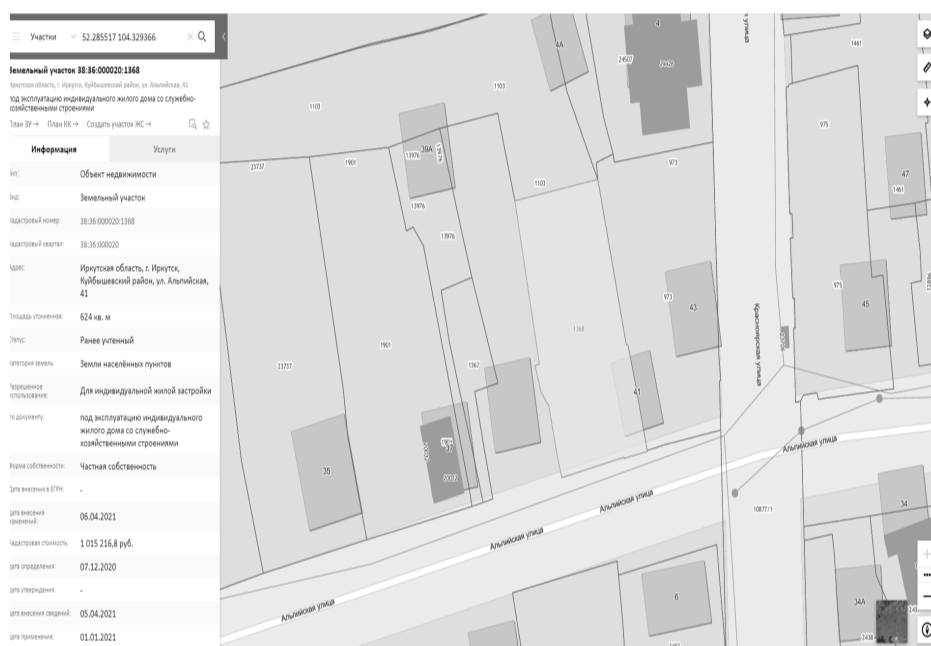 Участки 52.285517 104.329366
Земельный участок 38:36:000020:1368
Иркутская область, г. Иркутск, Куйбышевский район, ул. Альпийская, 41
под эксплуатацию индивидуального жилого дома со служебно-
хозяйственными строениями
План ЗУ → План КК → Создать участок ЖС →
Информация Услуги
Тип: Объект недвижимости
Вид: Земельный участок
Кадастровый номер: 38:36:000020:1368
Кадастровый квартал: 38:36:000020
Адрес: Иркутская область, г. Иркутск,
Куйбышевский район, ул. Альпийская,
41
Площадь уточненная: 624 кв. м
Статус: Ранее учтенный
Категория земель: Земли населённых пунктов
Разрешенное
использование: Для индивидуальной жилой застройки
по документу: под эксплуатацию индивидуального
жилого дома со служебно-
хозяйственными строениями
Форма собственности: Частная собственность
Дата внесения в ЕГРН: -
Дата внесения
изменений: 06.04.2021
Кадастровая стоимость: 1 015 216,8 руб.
дата определения: 07.12.2020
дата утверждения: -
дата внесения сведений: 05.04.2021
дата применения: 01.01.2021
4А
4
24507
1461
1103
1103
975
39А
13976
23737
1901
973
1103
47
1461
13976
13976
973
43
975
45
1368
Красноярская улица
1901
23737
1367
41
35
37
Альпийская улица
Альпийская улица
Альпийская улица
Альпийская улица
10877/1
34
6
34А
2438